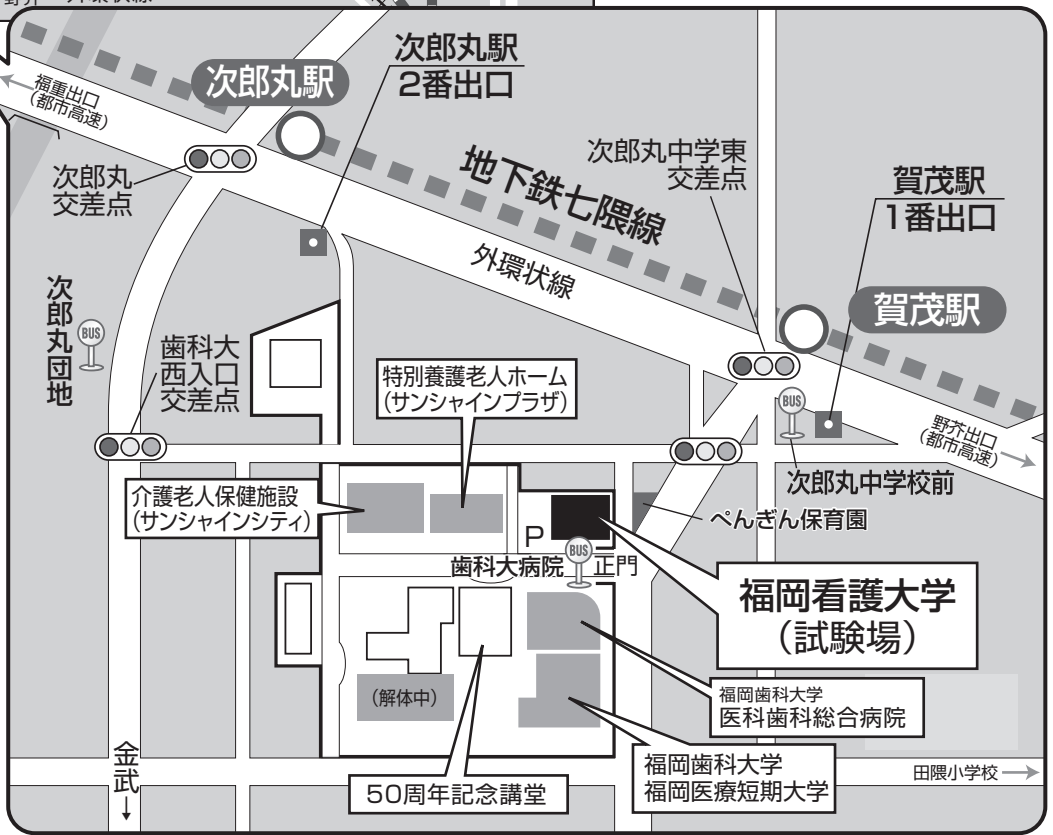 次郎丸駅
2番出口
次郎丸駅
福重出口
(都市高速)
次郎丸
交差点
地下鉄七隈線
次郎丸中学東
交差点
賀茂駅
1番出口
外環状線
次郎丸団地
BUS
歯科大
西入口
交差点
賀茂駅
特別養護老人ホーム
(サンシャインプラザ)
BUS
野芥出口
(都市高速)
次郎丸中学校前
介護老人保健施設
(サンシャインシティ)
ぺんぎん保育園
P
BUS
歯科大病院
正門
福岡看護大学
(試験場)
(解体中)
福岡歯科大学
医科歯科総合病院
金武
福岡歯科大学
福岡医療短期大学
50周年記念講堂
田隈小学校